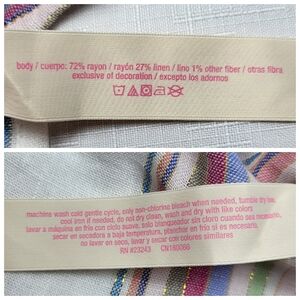 body / cuerpo: 72% rayon / rayón 27% linen / lino 1% other fiber / otras fibra
exclusive of decoration / excepto los adornos
machine wash cold gentle cycle, only non-chlorine bleach when needed, tumble dry low,
cool iron if needed, do not dry clean, wash and dry with like colors
lavar a máquina en frío con ciclo suave, solo usar blanqueador sin cloro cuando sea necesario,
secar en secadora a baja temperatura, planchar en frío si es necesario,
no lavar en seco, lavar y secar con colores similares
RN #23243 CN180086